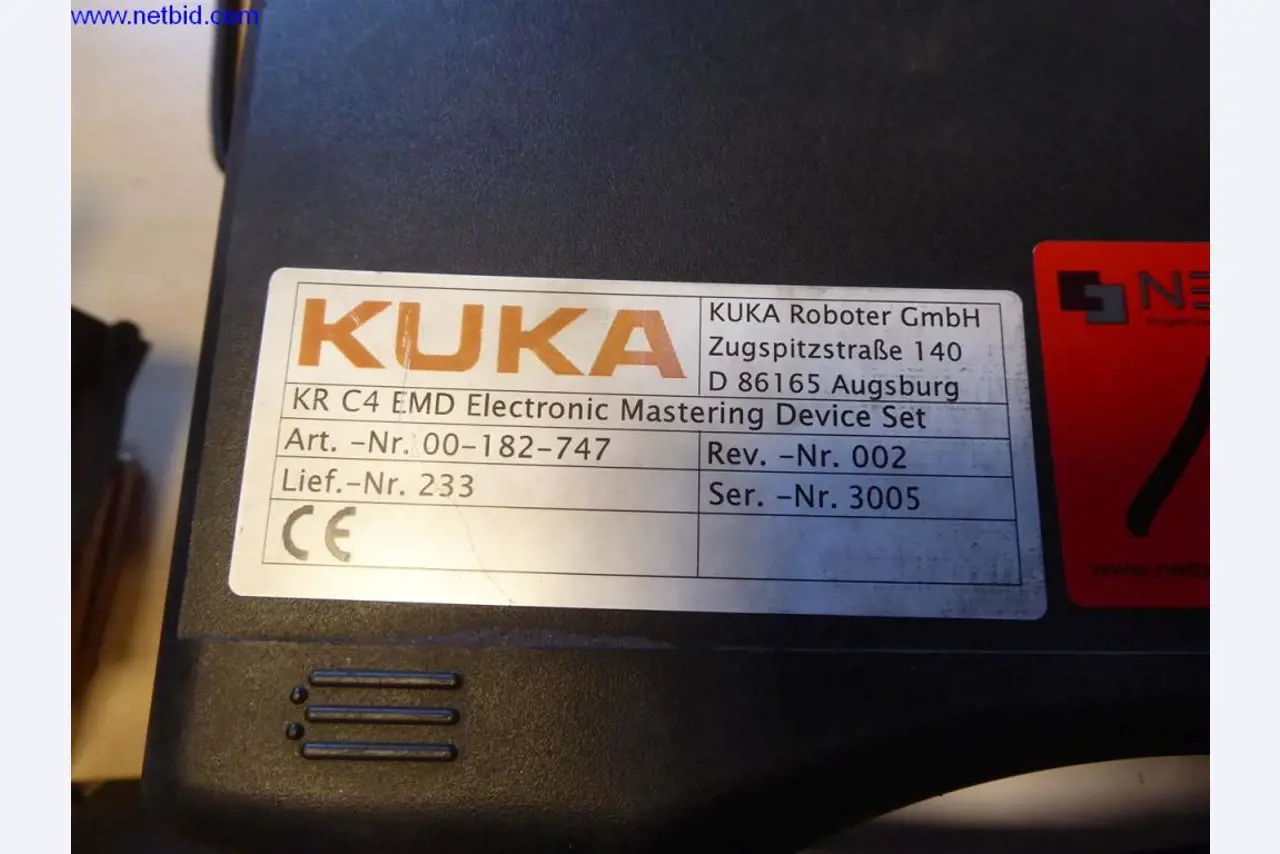 www.netbid.com
KUKA
KUKA Roboter GmbH
Zugspitzstraße 140
D 86165 Augsburg
KR C4 EMD Electronic Mastering Device Set
Art. -Nr. 00-182-747
Rev. -Nr. 002
Lief.-Nr. 233
Ser. -Nr. 3005
CE